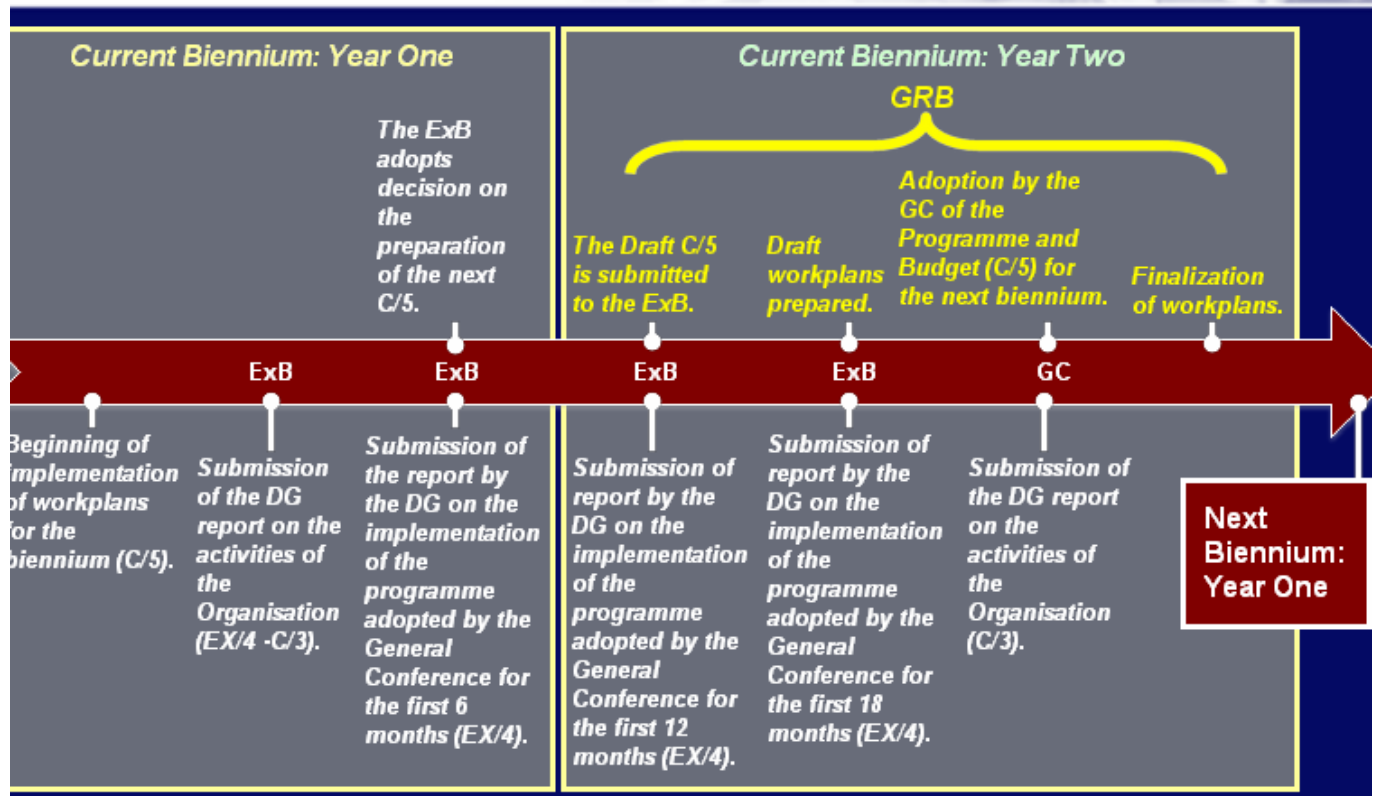 Current Biennium: Year One
The ExB
adopts
decision on
the
preparation
of the next
C/5.
Current Biennium: Year Two
GRB
The Draft C/5
is submitted
to the ExB.
Draft
workplans
prepared.
Adoption by the
GC of the
Programme and
Budget (C/5) for
the next biennium.
Finalization
of workplans.
ExB
ExB
ExB
ExB
GC
Beginning of
implementation
of workplans
for the
biennium (C/5).
Submission
of the DG
report on the
activities of
the
Organisation
(EX/4 -C/3).
Submission of
the report by
the DG on the
implementation
of the
programme
adopted by the
General
Conference for
the first 6
months (EX/4).
Submission of
report by the
DG on the
implementation
of the
programme
adopted by the
General
Conference for
the first 12
months (EX/4).
Submission of
report by the
DG on the
implementation
of the
programme
adopted by the
General
Conference for
the first 18
months (EX/4).
Submission of
the DG report
on the
activities of
the
Organisation
(C/3).
Next
Biennium:
Year One